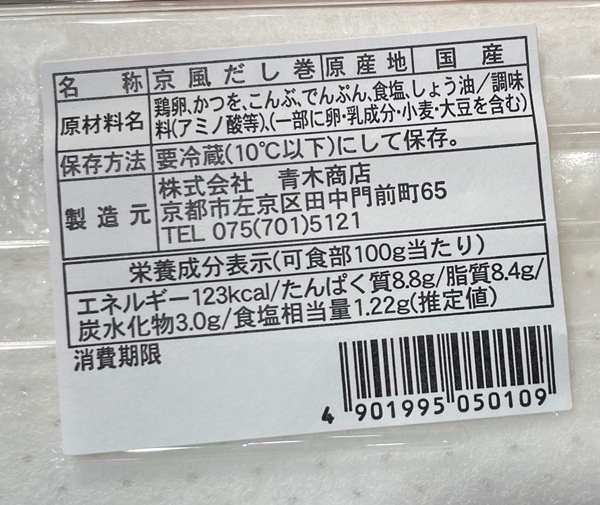 名称 京風だし巻 原産地 国産
原材料名 鶏卵、かつを、こんぶ、でんぷん、食塩、しょう油/調味
料(アミノ酸等)、(一部に卵・乳成分・小麦・大豆を含む)
保存方法 要冷蔵(10℃以下)にして保存。
製造元 株式会社 青木商店
京都市左京区田中門前町65
TEL 075(701)5121
栄養成分表示(可食部100g当たり)
エネルギー123kcal/たんぱく質8.8g/脂質8.4g/
炭水化物3.0g/食塩相当量1.22g(推定値)
消費期限
4 901995 050109